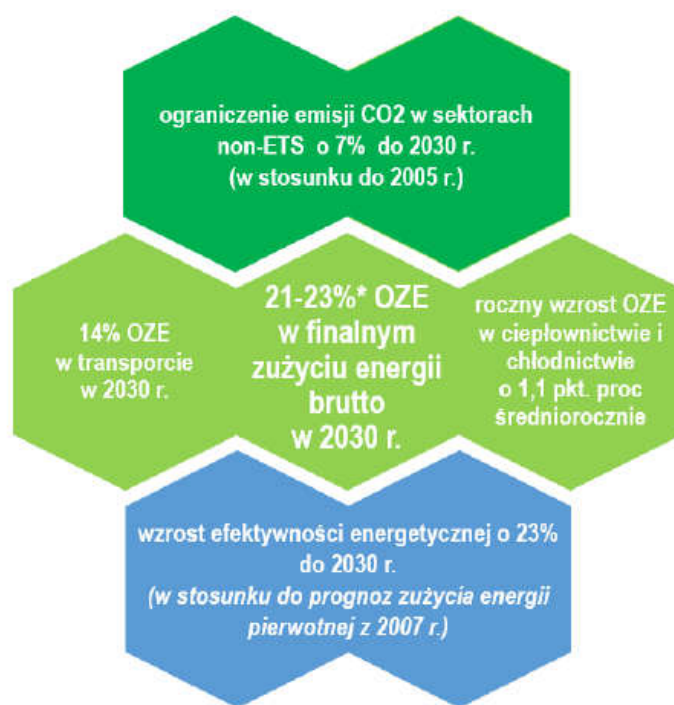 ograniczenie emisji CO2 w sektorach
non-ETS o 7% do 2030 r.
(w stosunku do 2005 r.)
14% OZE
w transporcie
w 2030 r.
21-23%* OZE
w finalnym
zużyciu energii
brutto
w 2030 r.
roczny wzrost OZE
w ciepłownictwie i
chłodnictwie
o 1,1 pkt. proc
średniorocznie
wzrost efektywności energetycznej o 23%
do 2030 r.
(w stosunku do prognoz zużycia energii
pierwotnej z 2007 r.)